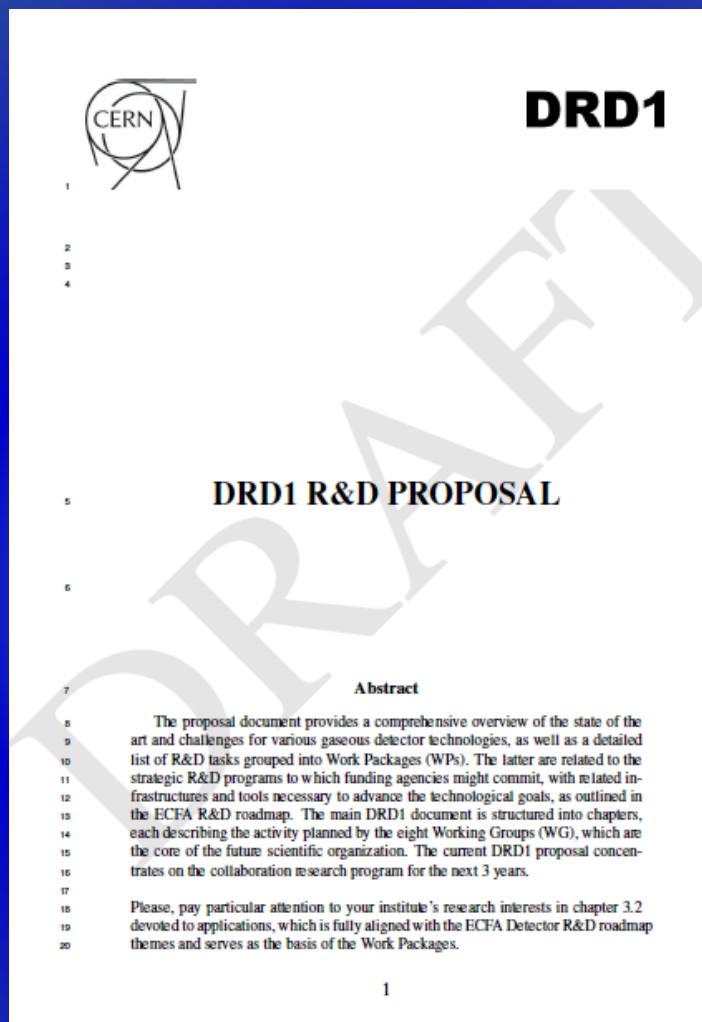 CERN
DRD1
1
2
3
4
DRAFT
5 DRD1 R&D PROPOSAL
6
7 Abstract
8 The proposal document provides a comprehensive overview of the state of the
9 art and challenges for various gaseous detector technologies, as well as a detailed
10 list of R&D tasks grouped into Work Packages (WPs). The latter are related to the
11 strategic R&D programs to which funding agencies might commit, with related in-
12 frastructures and tools necessary to advance the technological goals, as outlined in
13 the ECFA R&D roadmap. The main DRD1 document is structured into chapters,
14 each describing the activity planned by the eight Working Groups (WG), which are
15 the core of the future scientific organization. The current DRD1 proposal concen-
16 trates on the collaboration research program for the next 3 years.
17
18 Please, pay particular attention to your institute's research interests in chapter 3.2
19 devoted to applications, which is fully aligned with the ECFA Detector R&D roadmap
20 themes and serves as the basis of the Work Packages.
1